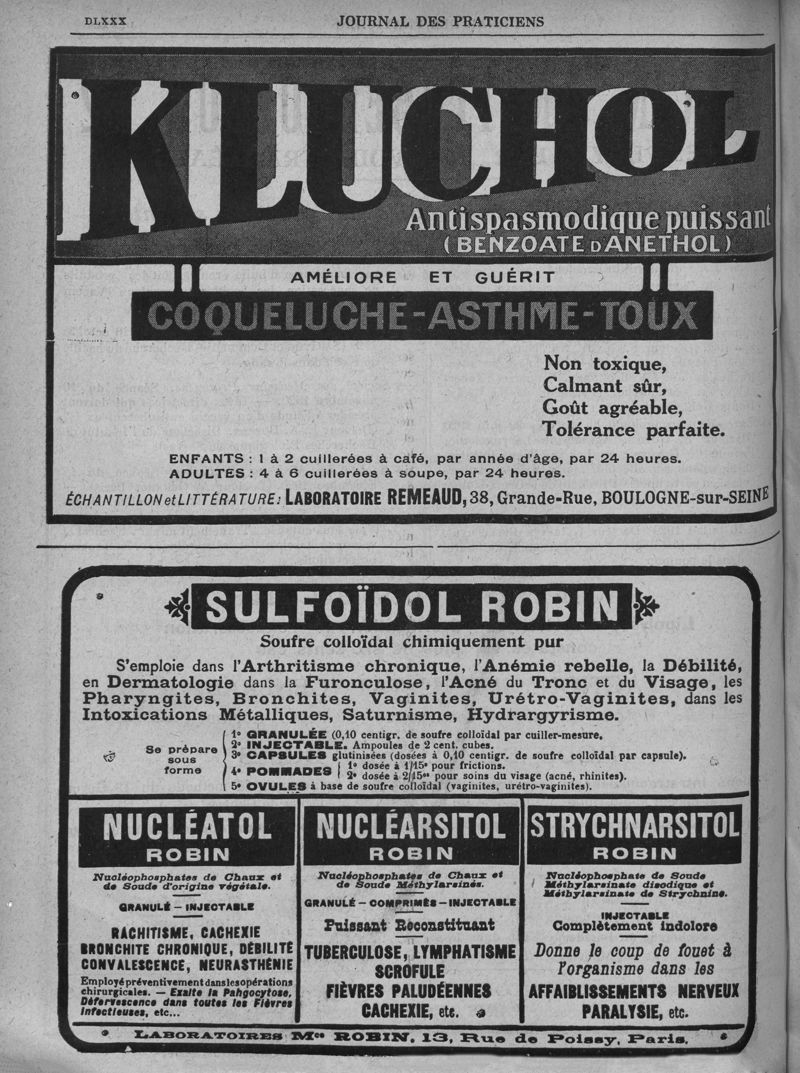 DLXXX
JOURNAL DES PRATICIENS
KLUCHOL
Antispasmodique puissant
(BENZOATE D'ANETHOL)
AMÉLIORE ET GUÉRIT
COQUELUCHE-ASTHME-TOUX
Non toxique,
Calmant sûr,
Goût agréable,
Tolérance parfaite.
ENFANTS : 1 à 2 cuillerées à café, par année d'âge, par 24 heures.
ADULTES : 4 à 6 cuillerées à soupe, par 24 heures.
ÉCHANTILLON et LITTÉRATURE: LABORATOIRE REMEAUD, 38, Grande-Rue, BOULOGNE-sur-SEINE
SULFOÏDOL ROBIN
Soufre colloïdal chimiquement pur
S'emploie dans l'Arthritisme chronique, l'Anémie rebelle, la Débilité,
en Dermatologie dans la Furonculose, l'Acné du Tronc et du Visage, les
Pharyngites, Bronchites, Vaginites, Urétro-Vaginites, dans les
Intoxications Métalliques, Saturnisme, Hydrargyrisme.
Se prépare
sous
forme
1° GRANULÉE (0,10 centigr. de soufre colloïdal par cuiller-mesure.
2° INJECTABLE. Ampoules de 2 cent. cubes.
3° CAPSULES glutinisées (dosées à 0,10 centigr. de soufre colloïdal par capsule).
4° POMMADES
1° dosée à 1/15e pour frictions.
2° dosée à 2/15es pour soins du visage (acné, rhinites).
5° OVULES à base de soufre colloïdal (vaginites, urétro-vaginites).
NUCLÉATOL
ROBIN
Nucléophosphates de Chaux et
de Soude d'origine végétale.
GRANULÉ - INJECTABLE
RACHITISME, CACHEXIE
BRONCHITE CHRONIQUE, DÉBILITÉ
CONVALESCENCE, NEURASTHÉNIE
Employé préventivement dans les opérations
chirurgicales. — Exalte la Pahgocytose,
Défervescence dans toutes les Fièvres
infectieuses, etc...
NUCLÉARSITOL
ROBIN
Nucléophosphates de Chaux et
de Soude Méthylarsinés.
GRANULÉ - COMPRIMÉS - INJECTABLE
Puissant Reconstituant
TUBERCULOSE, LYMPHATISME
SCROFULE
FIÈVRES PALUDÉENNES
CACHEXIE, etc.
STRYCHNARSITOL
ROBIN
Nucléophosphate de Soude
Méthylarsinate disodique et
Méthylarsinate de Strychnine.
INJECTABLE
Complètement indolore
Donne le coup de fouet à
l'organisme dans les
AFFAIBLISSEMENTS NERVEUX
PARALYSIE, etc.
LABORATOIRES Mce ROBIN, 13, Rue de Poissy, Paris.